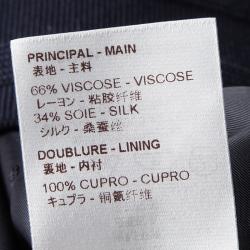 PRINCIPAL - MAIN
表地 - 主料
66% VISCOSE - VISCOSE
レーヨン - 粘胶纤维
34% SOIE - SILK
シルク - 桑蚕丝
DOUBLURE - LINING
裏地 - 内衬
100% CUPRO - CUPRO
キュプラ - 铜氨纤维